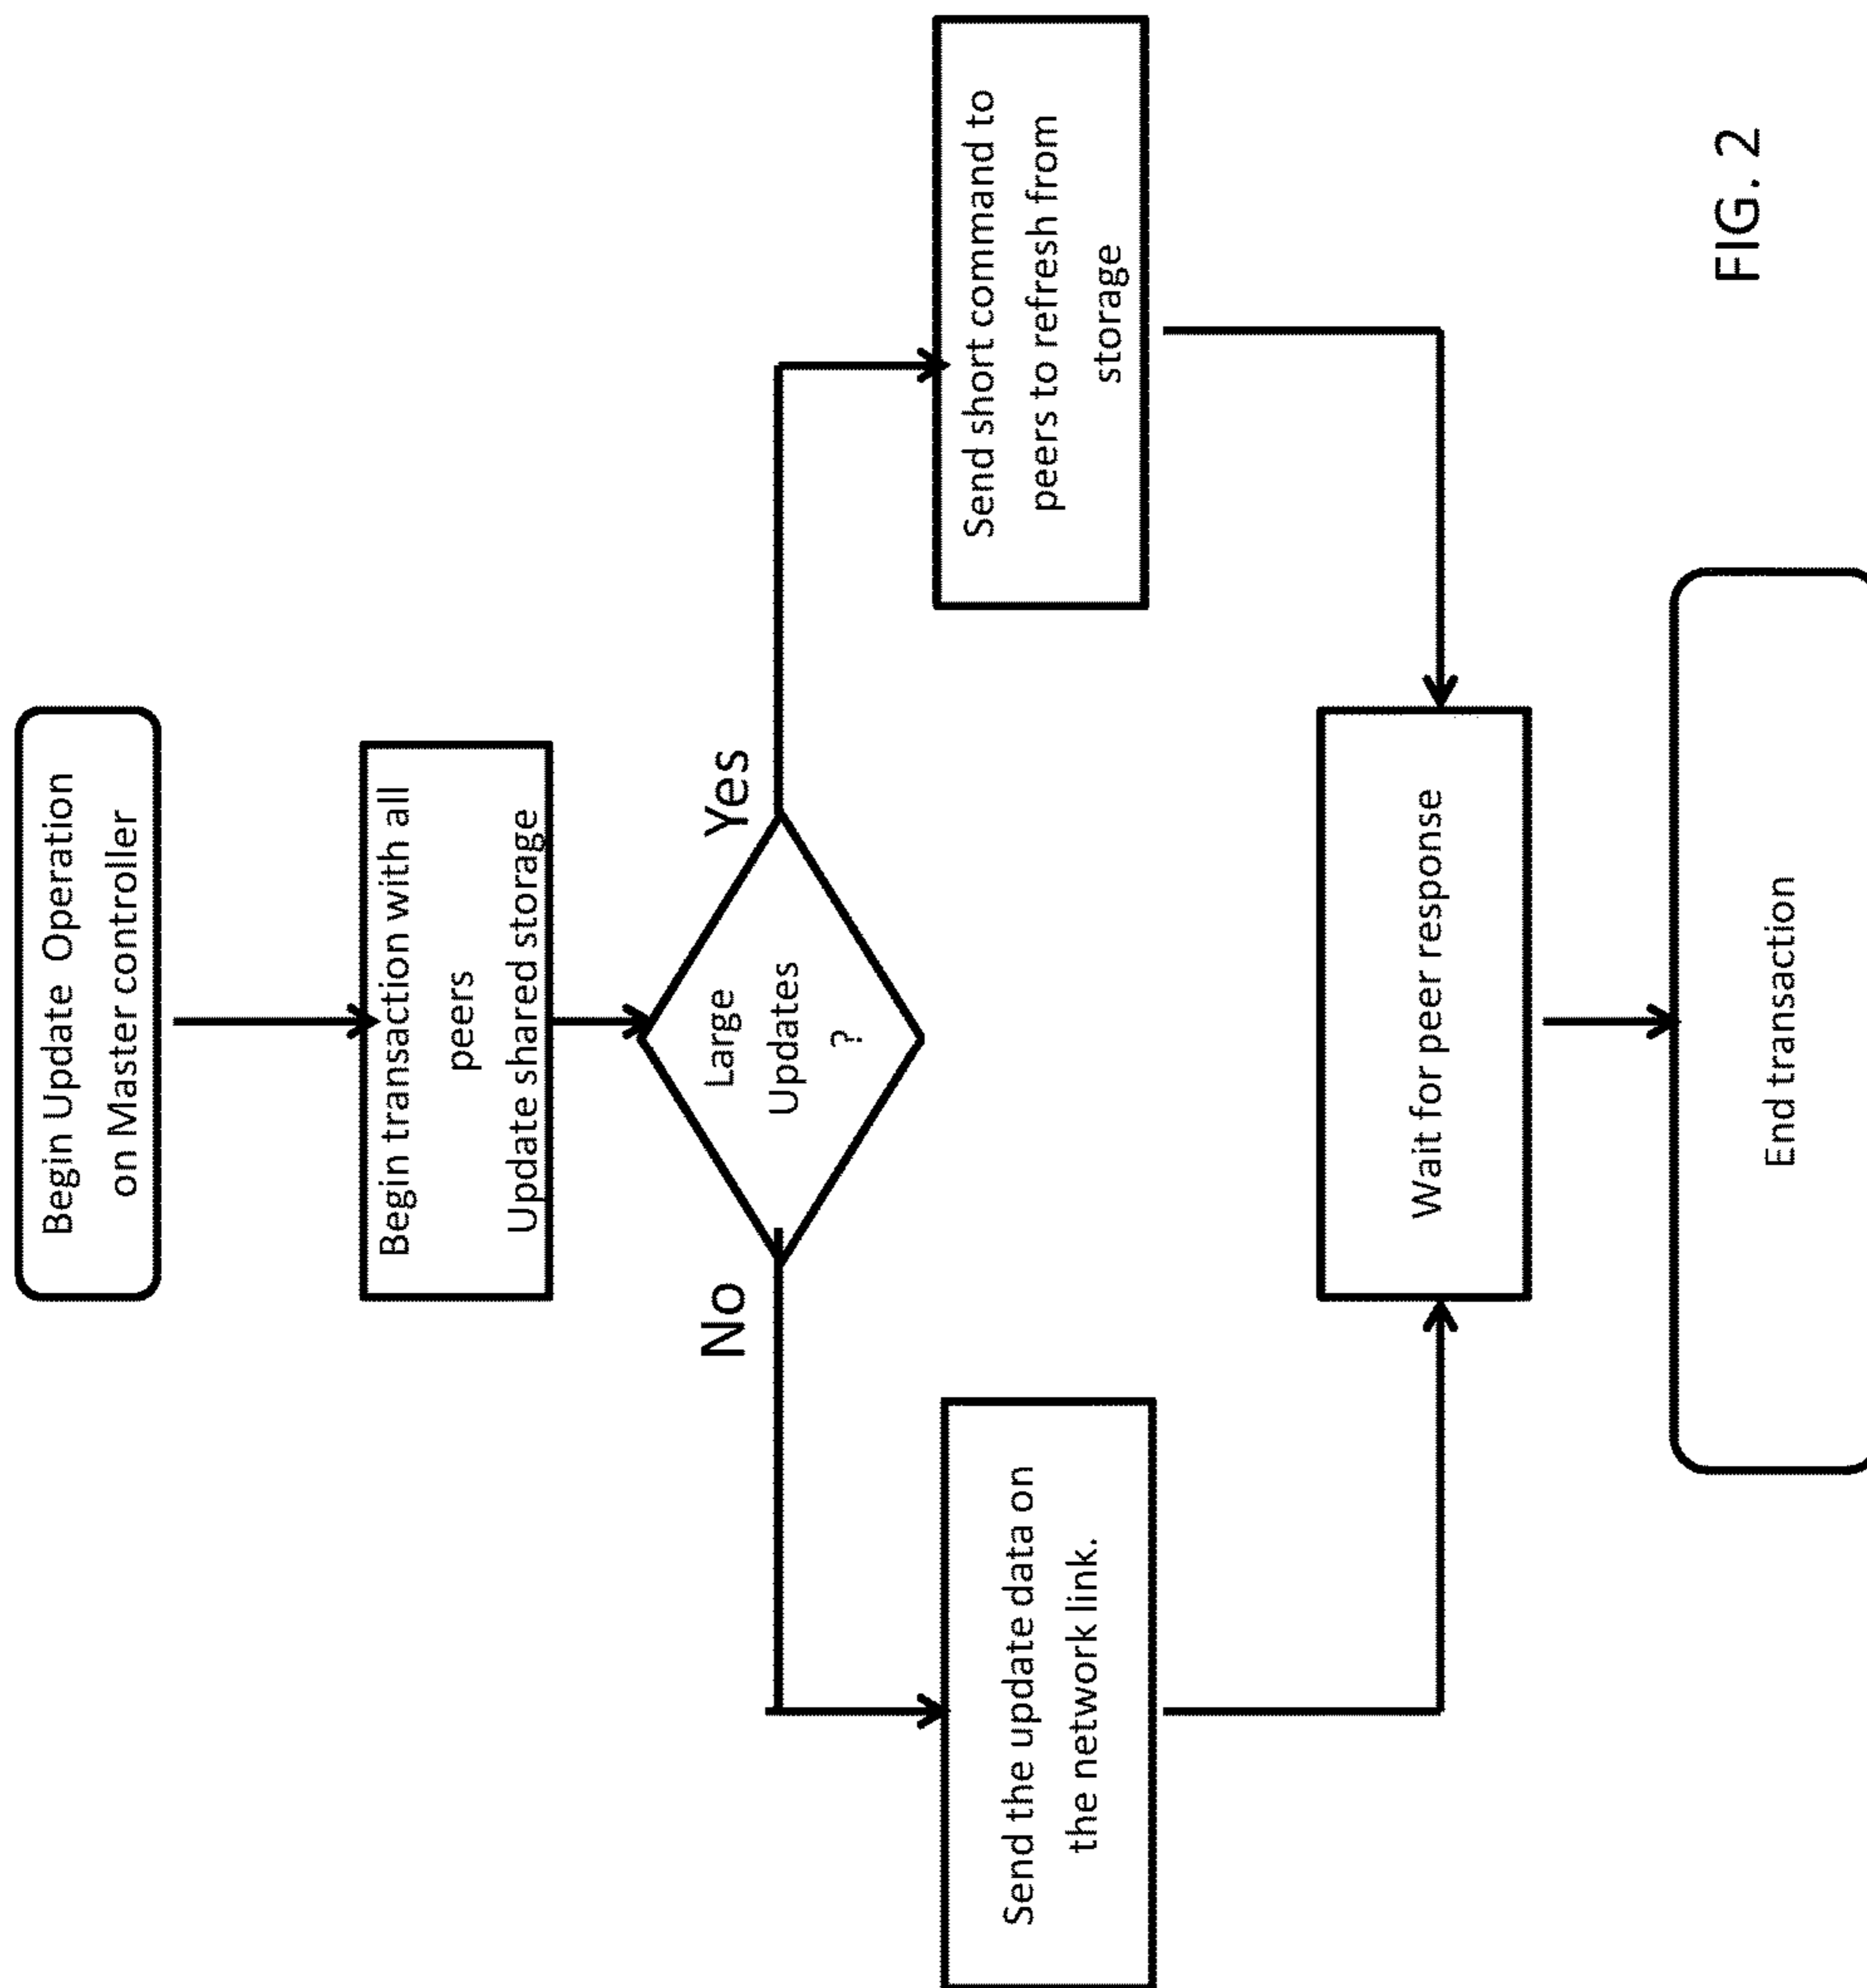 Begin Update Operation
on Master controller
Begin transaction with all
peers
Update shared storage
Large
Updates
?
No
Yes
Send the update data on
the network link.
Send short command to
peers to refresh from
storage
Wait for peer response
End transaction
FIG. 2